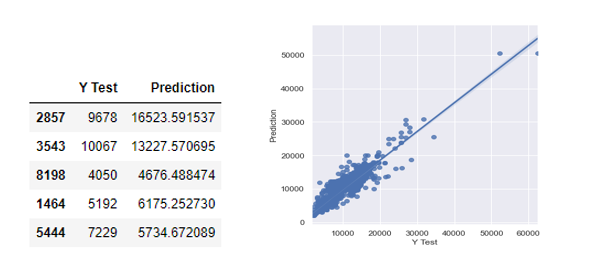 Y Test Prediction
2857 9678 16523.591537
3543 10067 13227.570695
8198 4050 4676.488474
1464 5192 6175.252730
5444 7229 5734.672089
50000
40000
30000
20000
10000
0
Prediction
10000 20000 30000 40000 50000 60000
Y Test